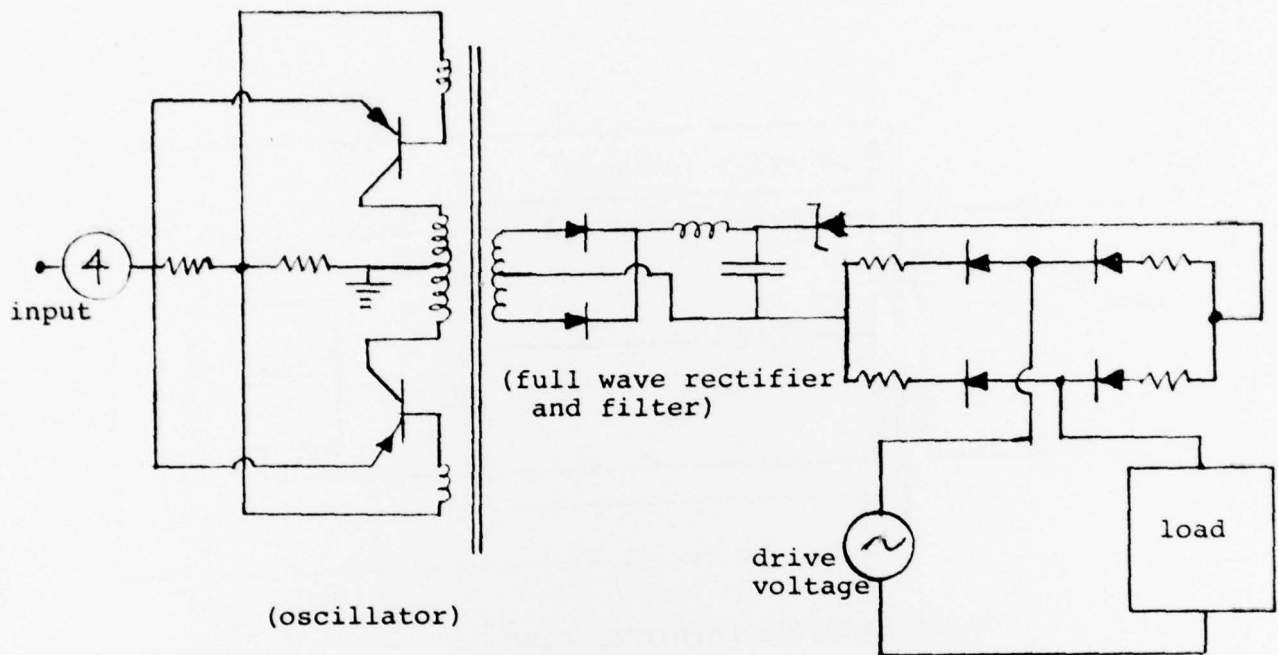 4
input
(full wave rectifier
and filter)
drive
voltage
load
(oscillator)